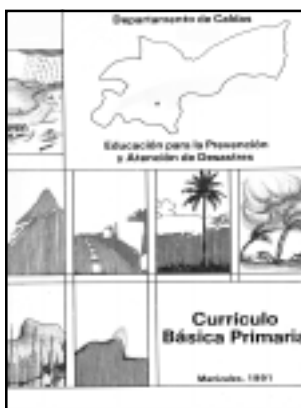 Departamento de Caldas
Educación para la Prevención
y Atención de Desastres
Currículo
Básica Primaria
Manizales, 1991